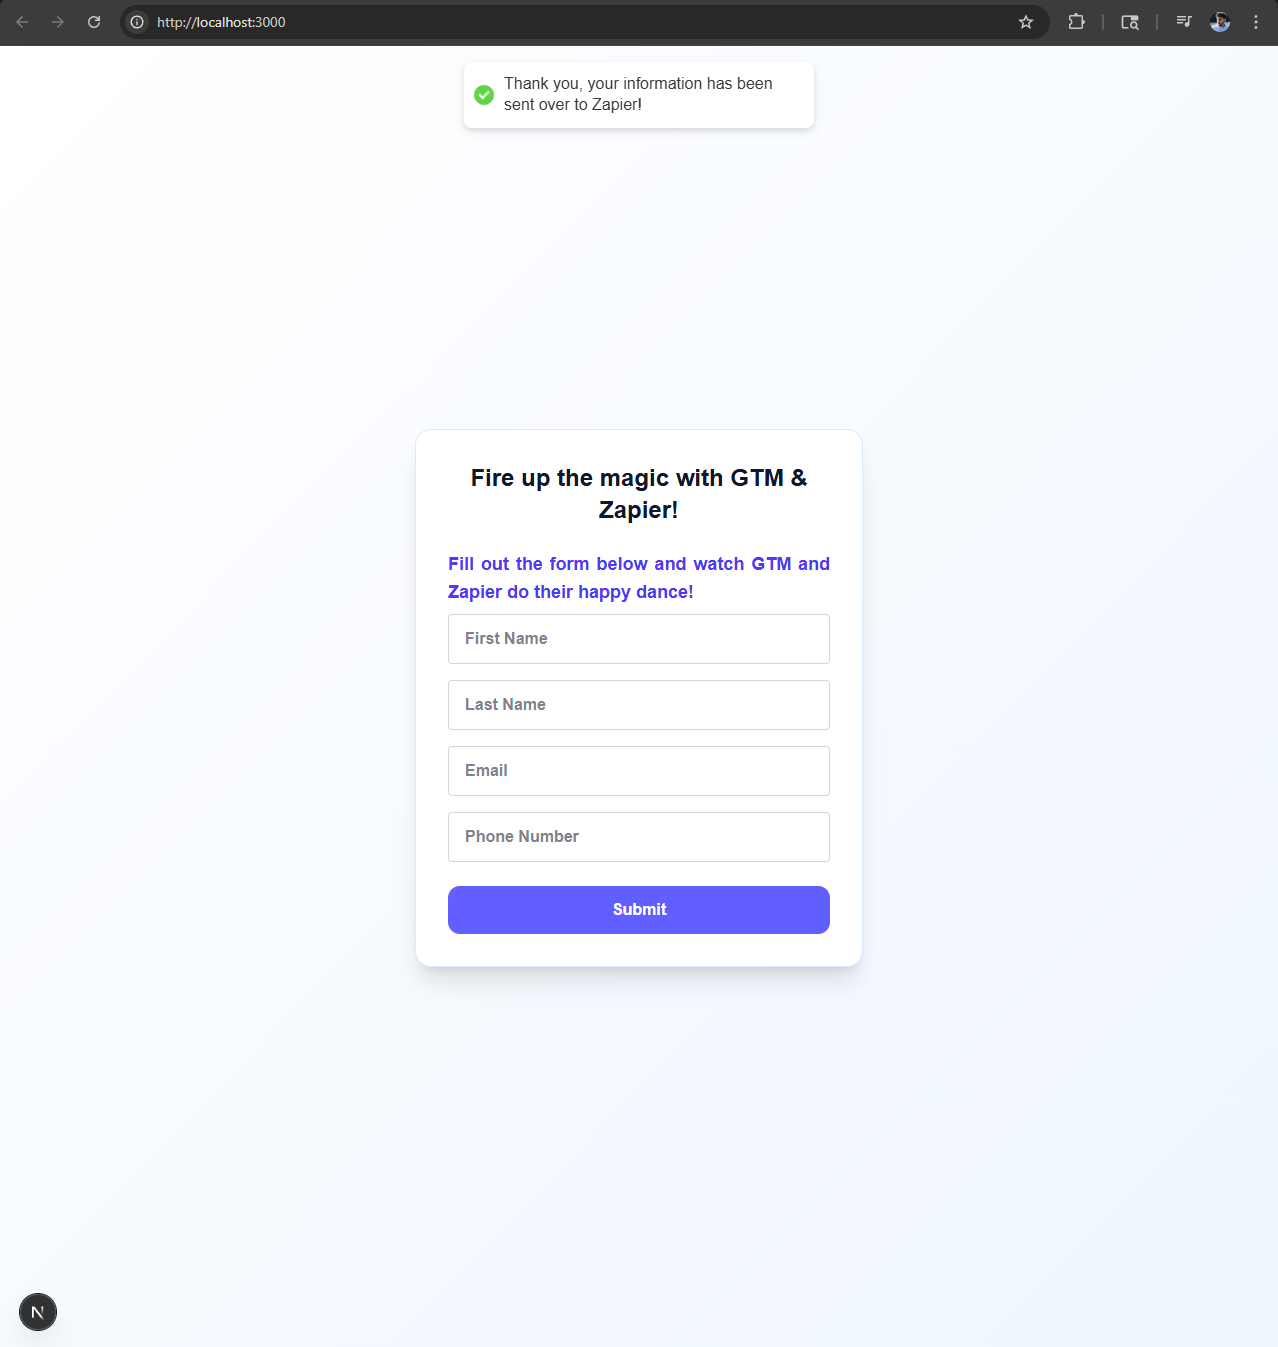 http://localhost:3000
Thank you, your information has been
sent over to Zapier!
Fire up the magic with GTM &
Zapier!
Fill out the form below and watch GTM and
Zapier do their happy dance!
First Name
Last Name
Email
Phone Number
Submit
N